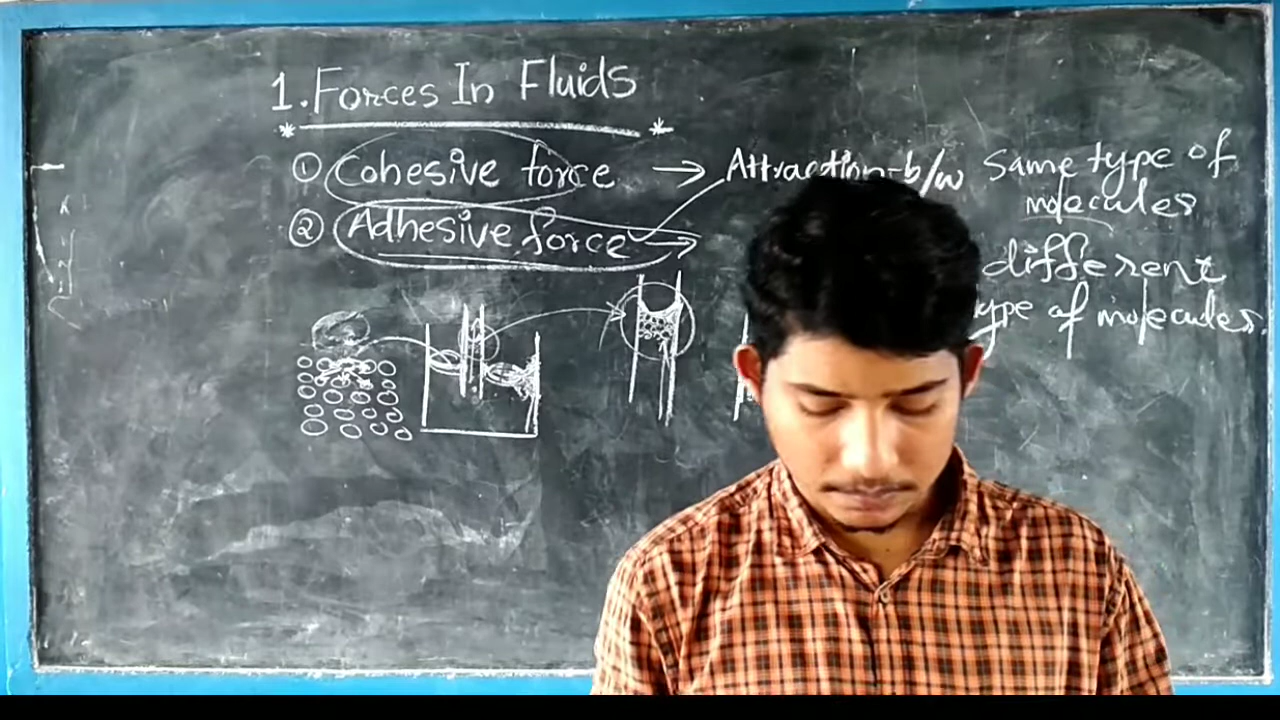 1. Forces In Fluids
① Cohesive force → Attraction b/w Same type of
molecules
② Adhesive force → different
type of molecules.